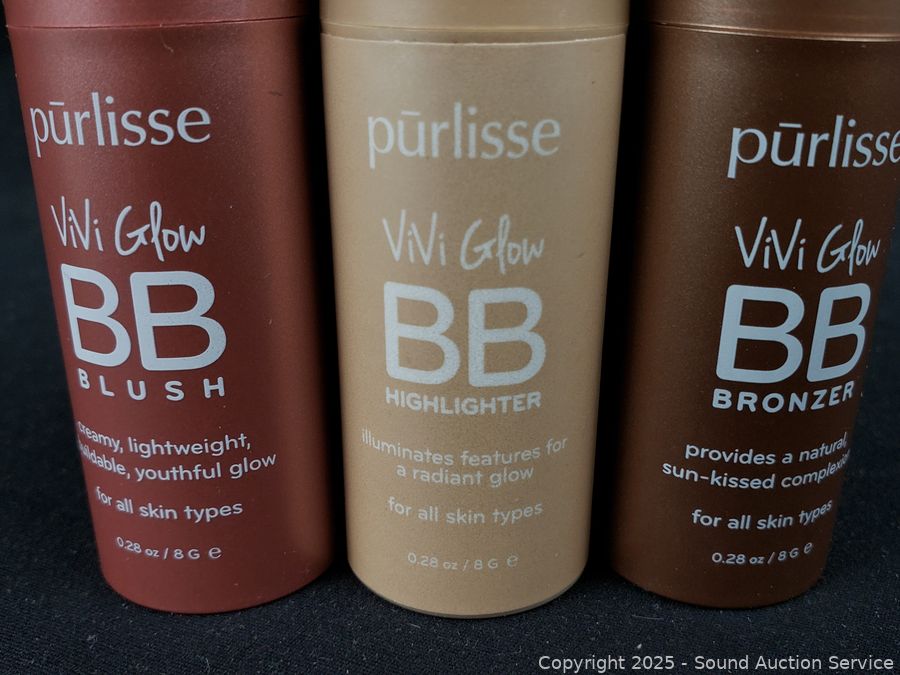 pūrlisse
ViVi Glow
BB
BLUSH
creamy, lightweight,
youthful glow
for all skin types
0.28 oz / 8 G e
pūrlisse
ViVi Glow
BB
HIGHLIGHTER
illuminates features for
a radiant glow
for all skin types
0.28 oz / 8 G e
pūrlisse
ViVi Glow
BB
BRONZER
provides a natural,
sun-kissed complexion
for all skin types
0.28 oz / 8 G e
Copyright 2025 - Sound Auction Service